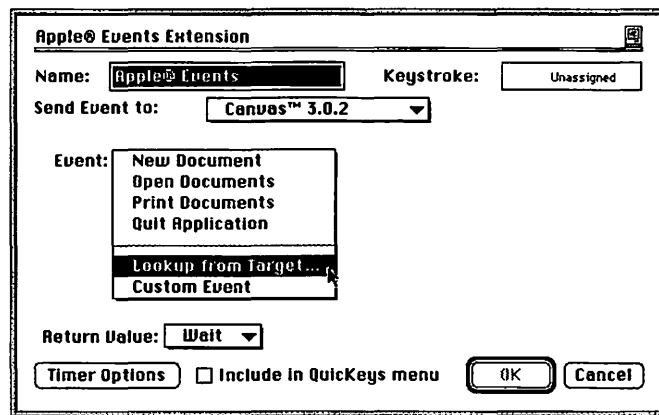 Apple® Events Extension
Name: Apple® Events Keystroke: Unassigned
Send Event to: Canvas™ 3.0.2
Event: New Document
Open Documents
Print Documents
Quit Application
Lookup from Target...
Custom Event
Return Value: Wait
Timer Options Include in QuicKeys menu OK Cancel